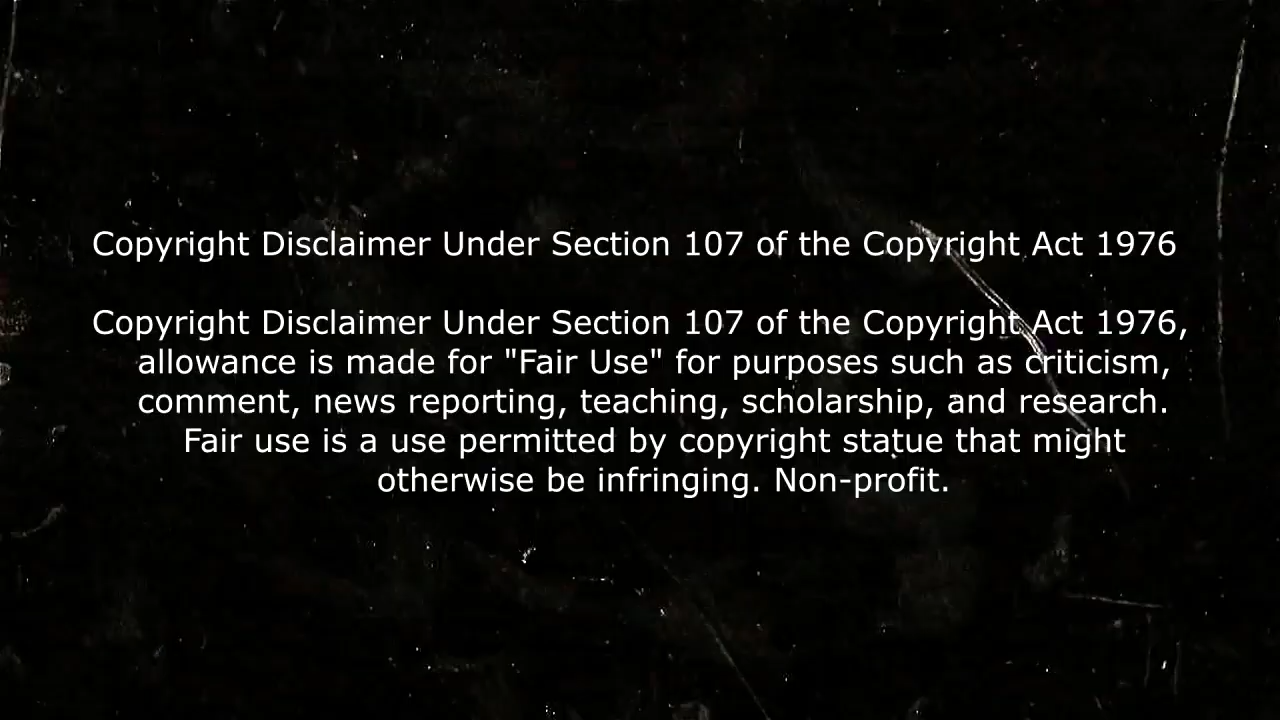 Copyright Disclaimer Under Section 107 of the Copyright Act 1976
Copyright Disclaimer Under Section 107 of the Copyright Act 1976,
allowance is made for "Fair Use" for purposes such as criticism,
comment, news reporting, teaching, scholarship, and research.
Fair use is a use permitted by copyright statue that might
otherwise be infringing. Non-profit.